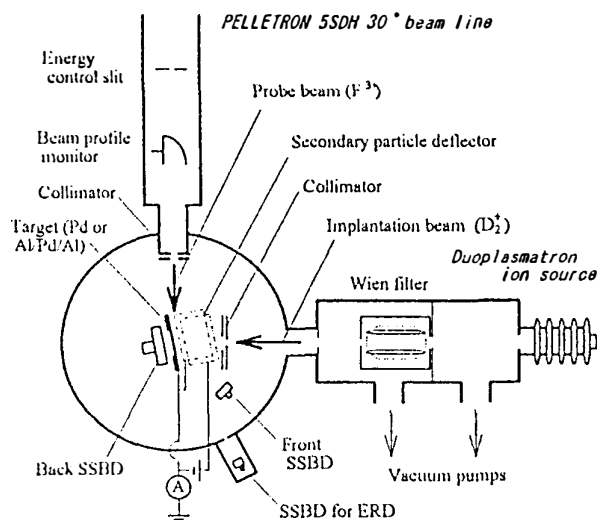 PELLETRON 5SDH 30° beam line
Energy
control slit
Probe beam (F³⁺)
Beam profile
monitor
Secondary particle deflector
Collimator
Collimator
Target (Pd or
Al/Pd/Al)
Implantation beam (D₂⁺)
Duoplasmatron
ion source
Wien filter
Front
SSBD
Back SSBD
Vacuum pumps
A
SSBD for ERD